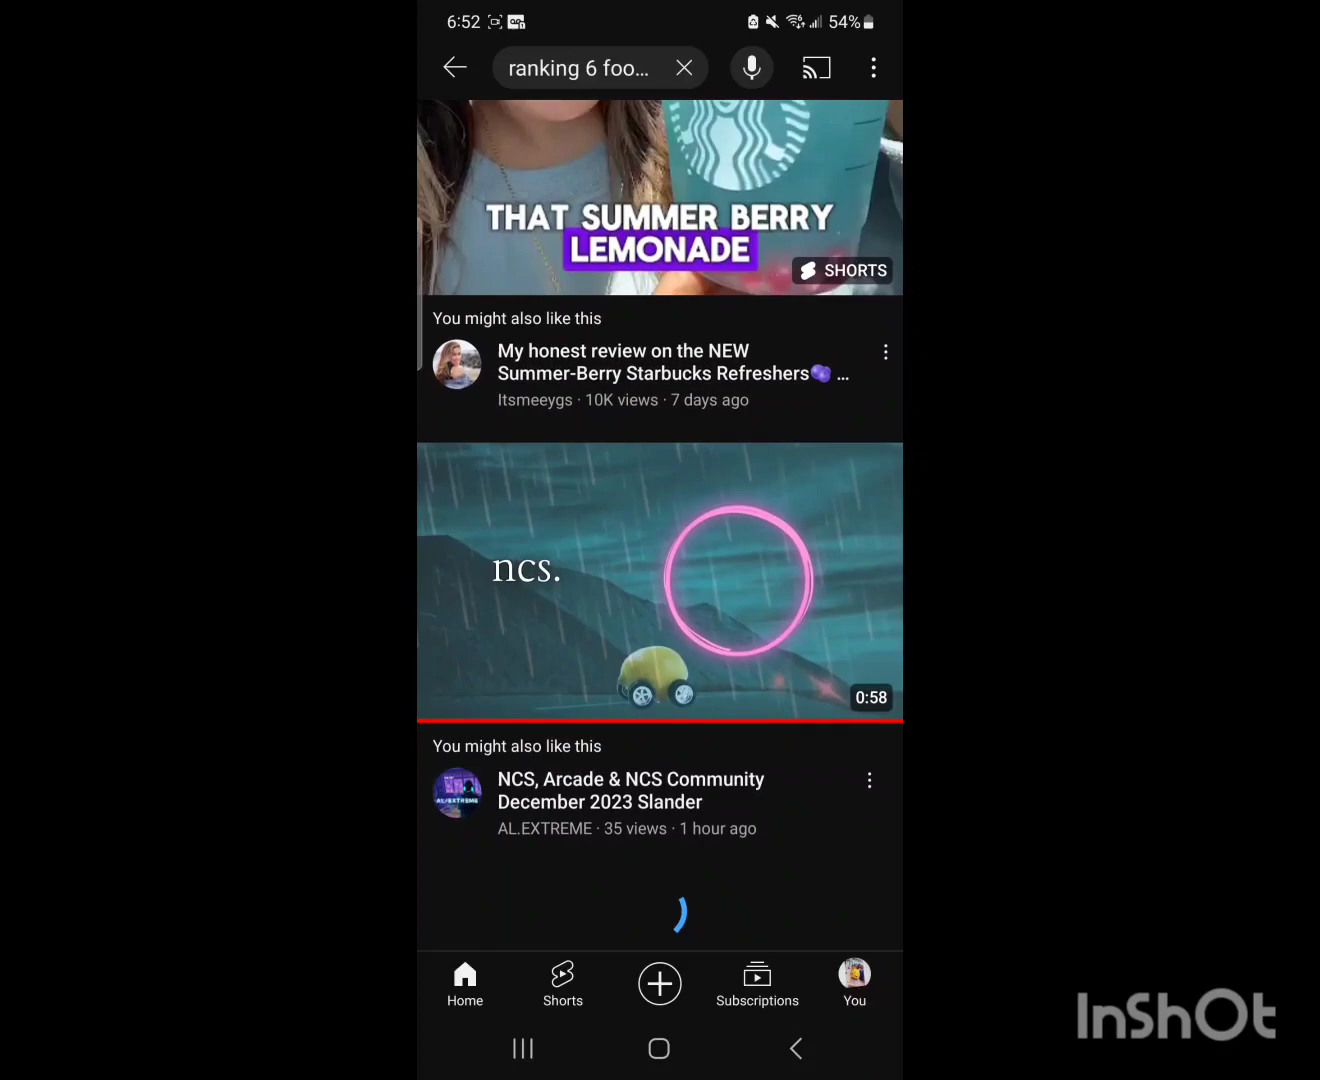 6:52
54%
ranking 6 foo...
THAT SUMMER BERRY
LEMONADE
SHORTS
You might also like this
My honest review on the NEW
Summer-Berry Starbucks Refreshers🫐 ...
Itsmeeygs · 10K views · 7 days ago
ncs.
0:58
You might also like this
AL/EXTREME
NCS, Arcade & NCS Community
December 2023 Slander
AL.EXTREME · 35 views · 1 hour ago
Home
Shorts
Subscriptions
You
InShOt